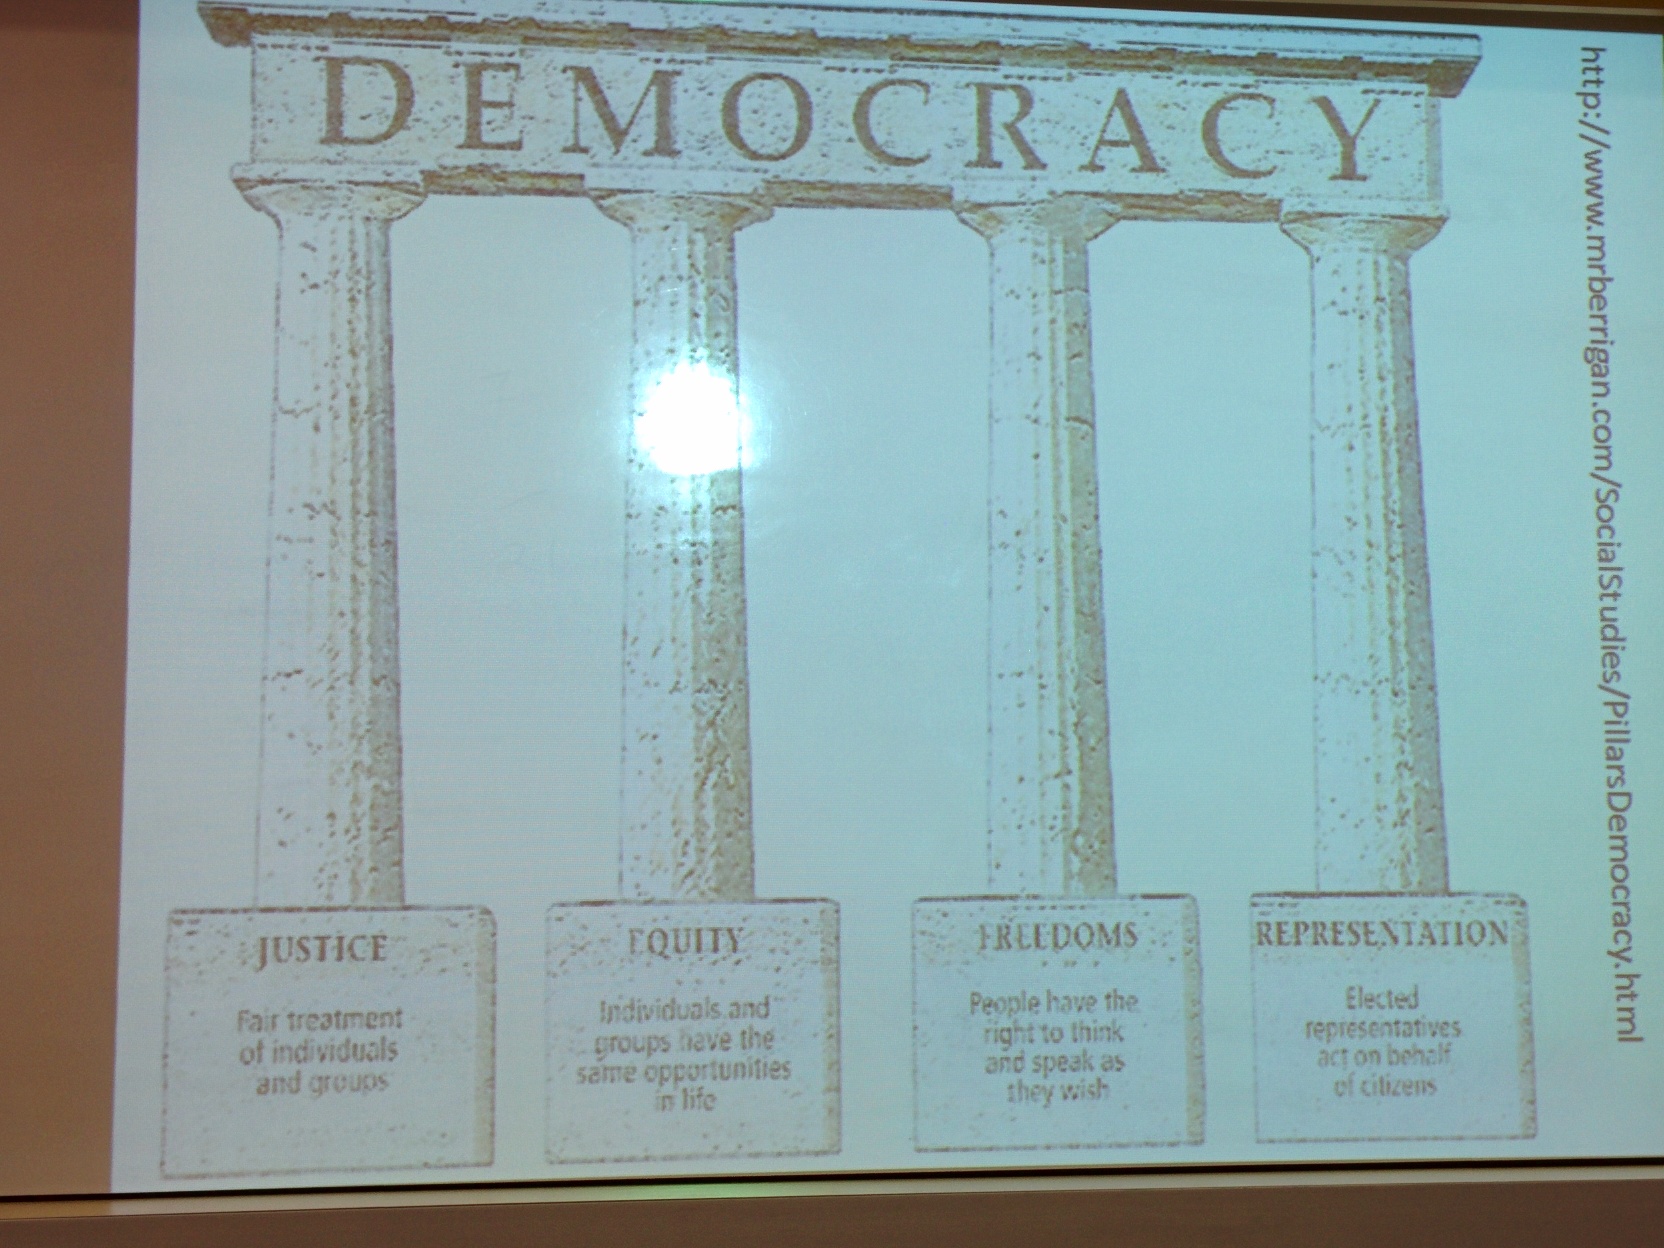 DEMOCRACY
JUSTICE
Fair treatment
of individuals
and groups
EQUITY
Individuals and
groups have the
same opportunities
in life
FREEDOMS
People have the
right to think
and speak as
they wish
REPRESENTATION
Elected
representatives
act on behalf
of citizens
http://www.mrberrigan.com/SocialStudies/PillarsDemocracy.html